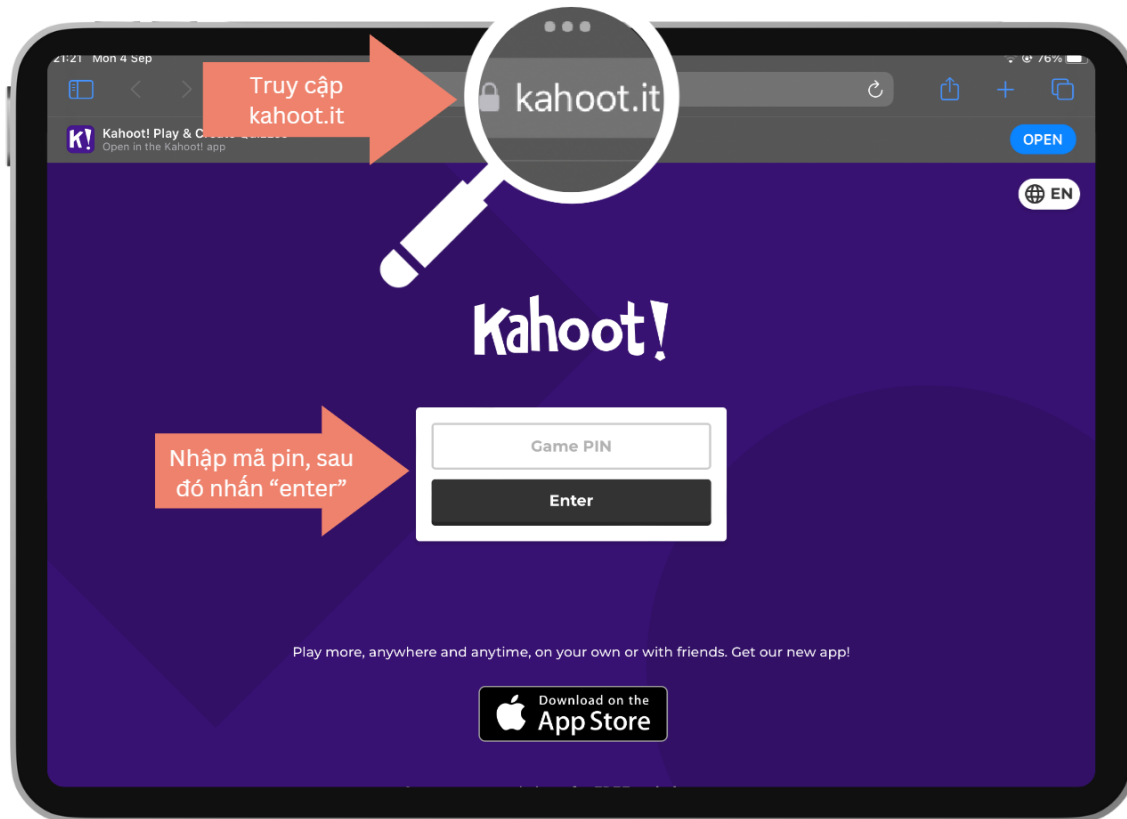 21:21 Mon 4 Sep
76%
Truy cập
kahoot.it
kahoot.it
K!
Kahoot! Play & Create Quizzes
Open in the Kahoot! app
OPEN
EN
Kahoot!
Nhập mã pin, sau
đó nhấn “enter”
Game PIN
Enter
Play more, anywhere and anytime, on your own or with friends. Get our new app!
Download on the
App Store